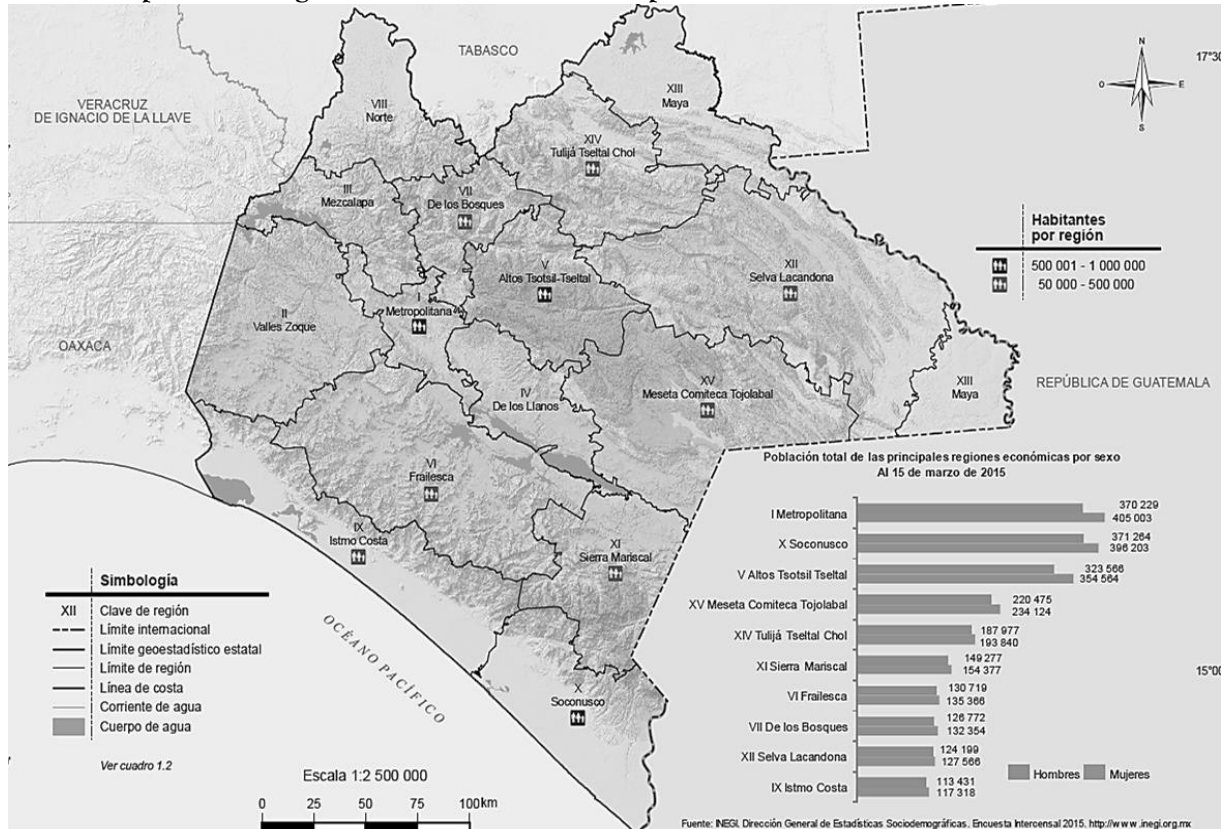 TABASCO
N
O
E
S
17°30
VERACRUZ
DE IGNACIO DE LA LLAVE
VIII
Norte
XIII
Maya
XIV
Tulijá Tseltal Chol
III
Mezcalapa
VII
De los Bosques
Habitantes
por región
500 001 - 1 000 000
50 000 - 500 000
V
Altos Tsotsil-Tseltal
XII
Selva Lacandona
I
Metropolitana
II
Valles Zoque
OAXACA
IV
De los Llanos
XV
Meseta Comiteca Tojolabal
XIII
Maya
REPÚBLICA DE GUATEMALA
VI
Frailesca
IX
Istmo Costa
XI
Sierra Mariscal
X
Soconusco
OCÉANO PACÍFICO
Simbología
XII Clave de región
Límite internacional
Límite geoestadístico estatal
Límite de región
Línea de costa
Corriente de agua
Cuerpo de agua
Ver cuadro 1.2
Escala 1:2 500 000
0 25 50 75 100km
Población total de las principales regiones económicas por sexo
Al 15 de marzo de 2015
I Metropolitana 370 229
405 003
X Soconusco 371 264
396 203
V Altos Tsotsil Tseltal 323 566
354 564
XV Meseta Comiteca Tojolabal 220 475
234 124
XIV Tulijá Tseltal Chol 187 977
193 840
XI Sierra Mariscal 149 277
154 377
VI Frailesca 130 719
135 366
VII De los Bosques 126 772
132 354
XII Selva Lacandona 124 199
127 566
IX Istmo Costa 113 431
117 318
Hombres Mujeres
15°00
Fuente: INEGI. Dirección General de Estadísticas Sociodemográficas. Encuesta Intercensal 2015. http://www.inegi.org.mx